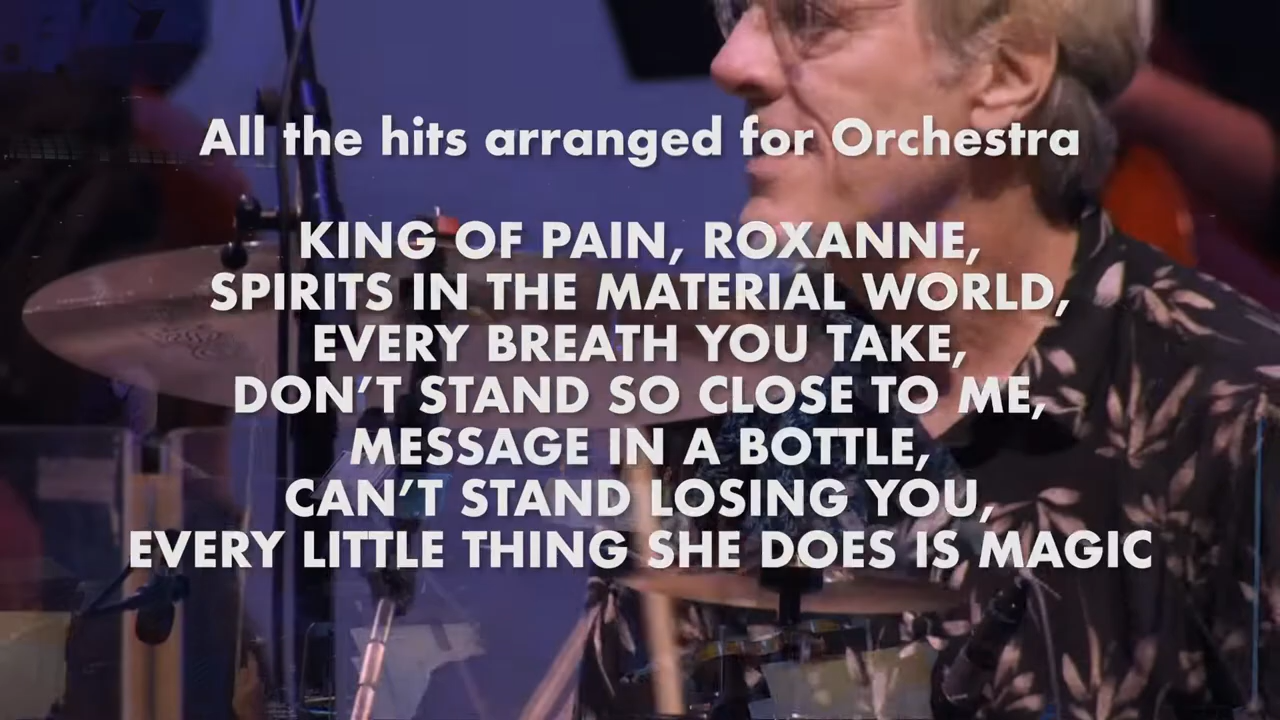 All the hits arranged for Orchestra
KING OF PAIN, ROXANNE,
SPIRITS IN THE MATERIAL WORLD,
EVERY BREATH YOU TAKE,
DON’T STAND SO CLOSE TO ME,
MESSAGE IN A BOTTLE,
CAN’T STAND LOSING YOU,
EVERY LITTLE THING SHE DOES IS MAGIC